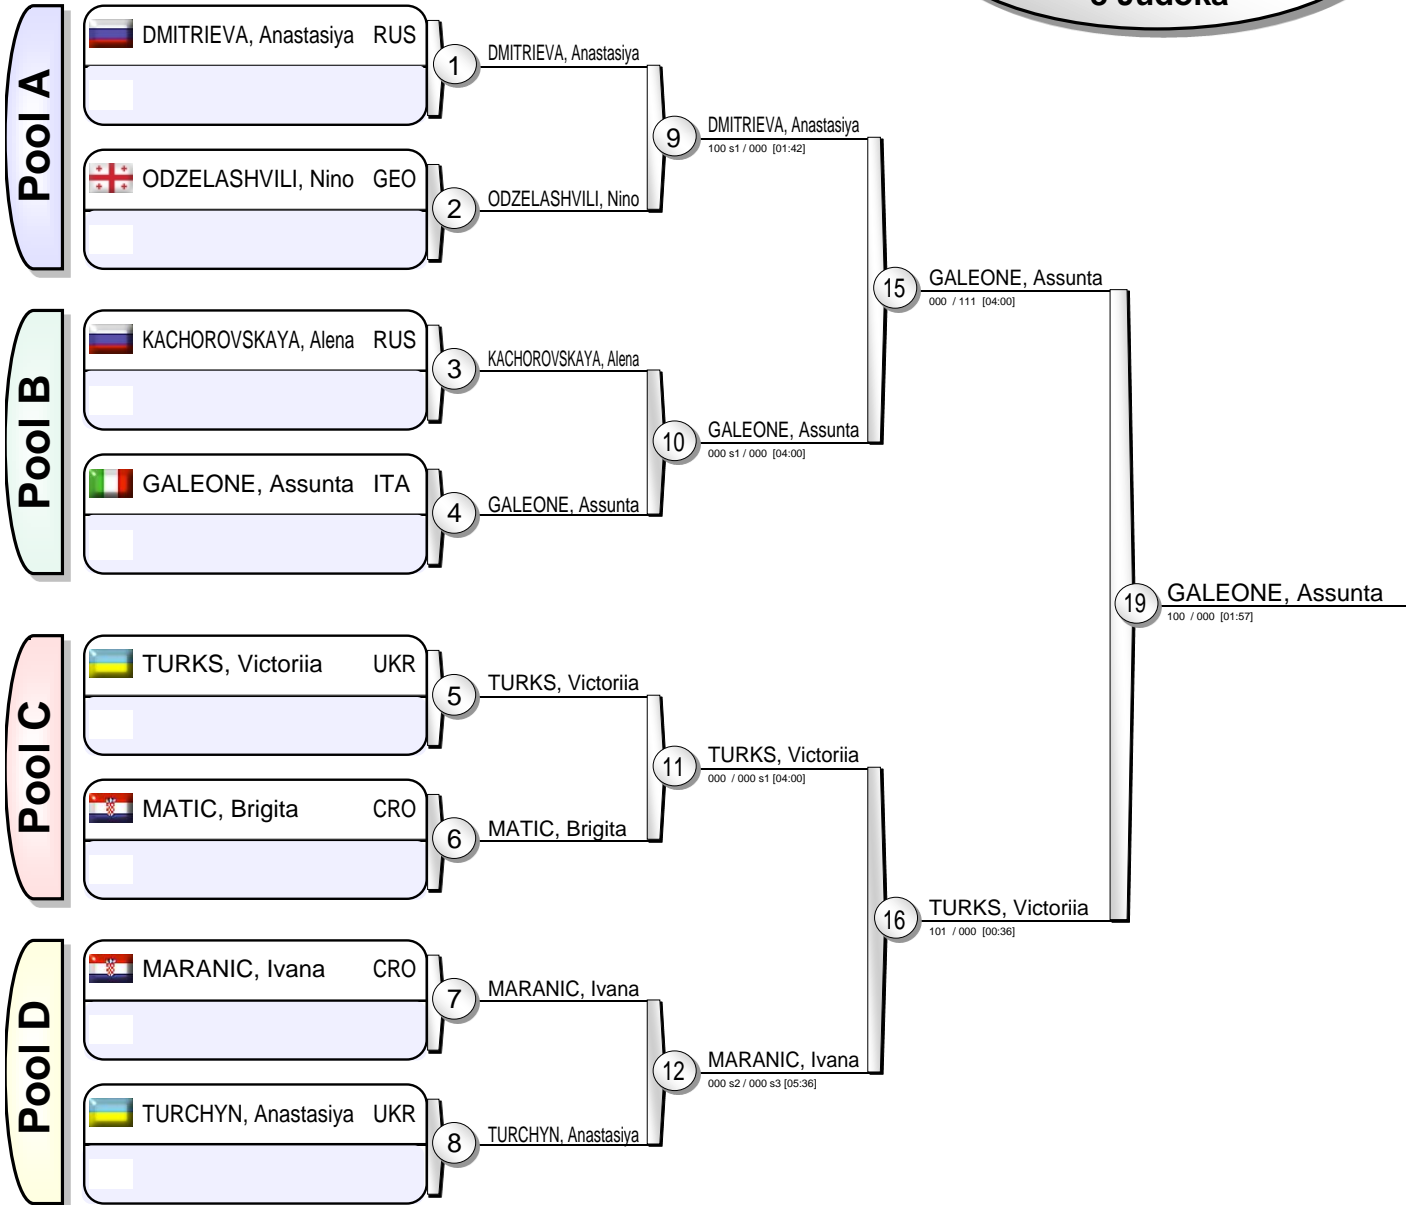 8 Judoka
Pool A
DMITRIEVA, Anastasiya RUS
1
DMITRIEVA, Anastasiya
ODZELASHVILI, Nino GEO
2
ODZELASHVILI, Nino
9
DMITRIEVA, Anastasiya
100 s1 / 000 [01:42]
Pool B
KACHOROVSKAYA, Alena RUS
3
KACHOROVSKAYA, Alena
GALEONE, Assunta ITA
4
GALEONE, Assunta
10
GALEONE, Assunta
000 s1 / 000 [04:00]
15
GALEONE, Assunta
000 / 111 [04:00]
Pool C
TURKS, Victoriia UKR
5
TURKS, Victoriia
MATIC, Brigita CRO
6
MATIC, Brigita
11
TURKS, Victoriia
000 / 000 s1 [04:00]
Pool D
MARANIC, Ivana CRO
7
MARANIC, Ivana
TURCHYN, Anastasiya UKR
8
TURCHYN, Anastasiya
12
MARANIC, Ivana
000 s2 / 000 s3 [05:36]
16
TURKS, Victoriia
101 / 000 [00:36]
19
GALEONE, Assunta
100 / 000 [01:57]